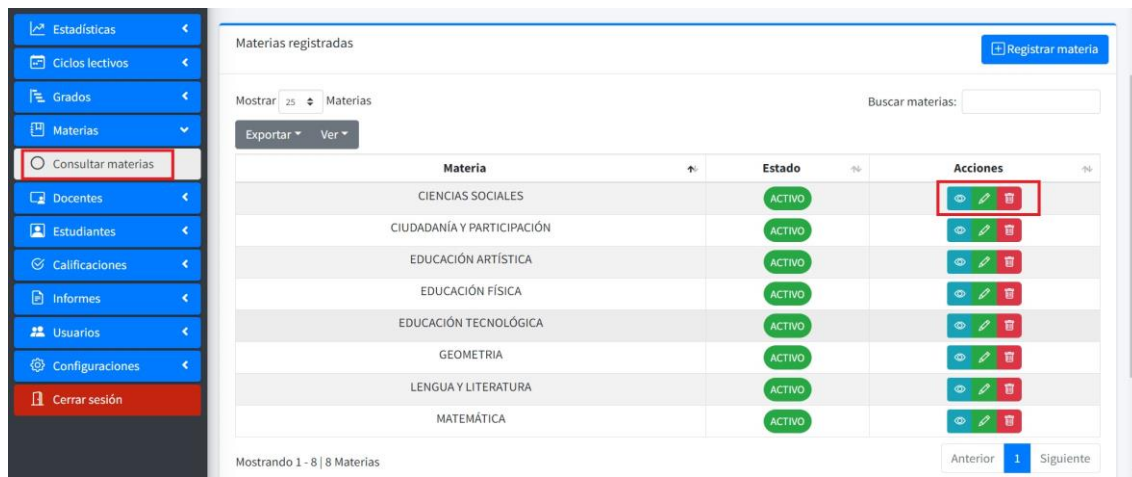 Estadísticas
Ciclos lectivos
Grados
Materias
Consultar materias
Docentes
Estudiantes
Calificaciones
Informes
Usuarios
Configuraciones
Cerrar sesión
Materias registradas
Registrar materia
Mostrar 25 Materias
Buscar materias:
Exportar Ver
Materia Estado Acciones
CIENCIAS SOCIALES ACTIVO
CIUDADANÍA Y PARTICIPACIÓN ACTIVO
EDUCACIÓN ARTÍSTICA ACTIVO
EDUCACIÓN FÍSICA ACTIVO
EDUCACIÓN TECNOLÓGICA ACTIVO
GEOMETRIA ACTIVO
LENGUA Y LITERATURA ACTIVO
MATEMÁTICA ACTIVO
Mostrando 1 - 8 | 8 Materias
Anterior 1 Siguiente